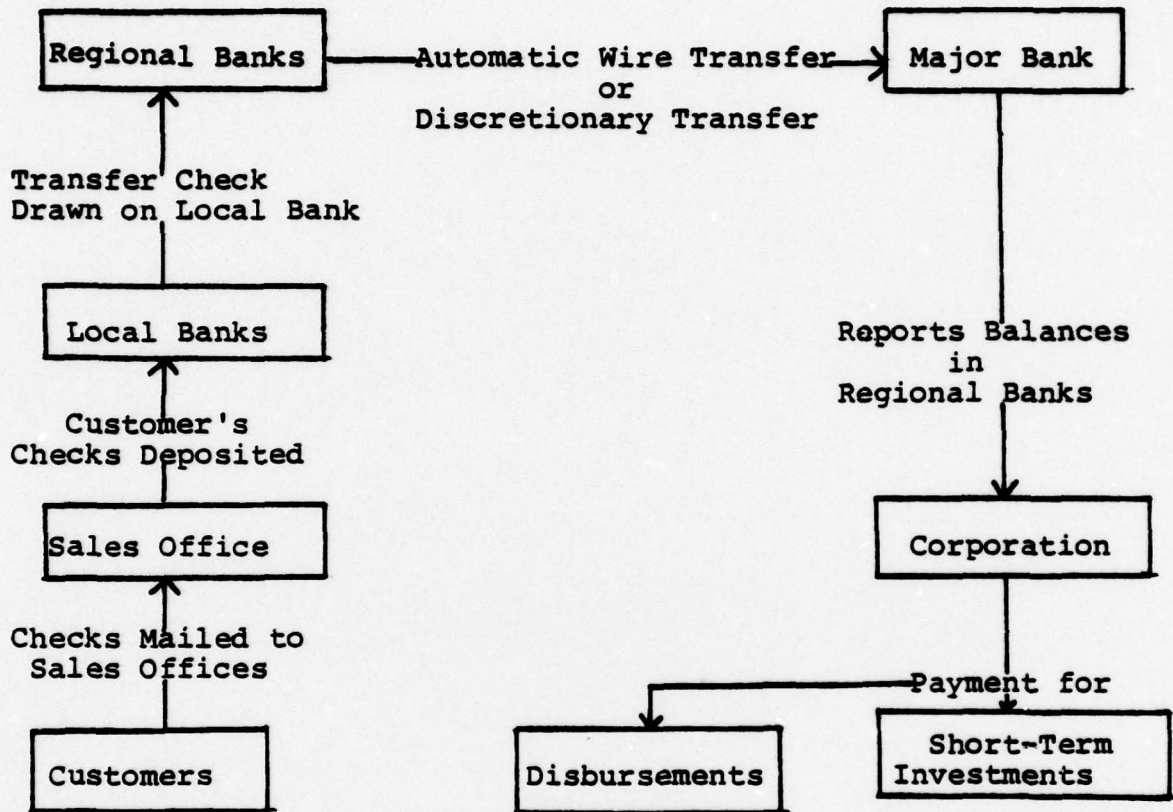 Regional Banks
Automatic Wire Transfer
or
Discretionary Transfer
Major Bank
Transfer Check
Drawn on Local Bank
Local Banks
Reports Balances
in
Regional Banks
Customer's
Checks Deposited
Sales Office
Corporation
Checks Mailed to
Sales Offices
Payment for
Customers
Disbursements
Short-Term
Investments